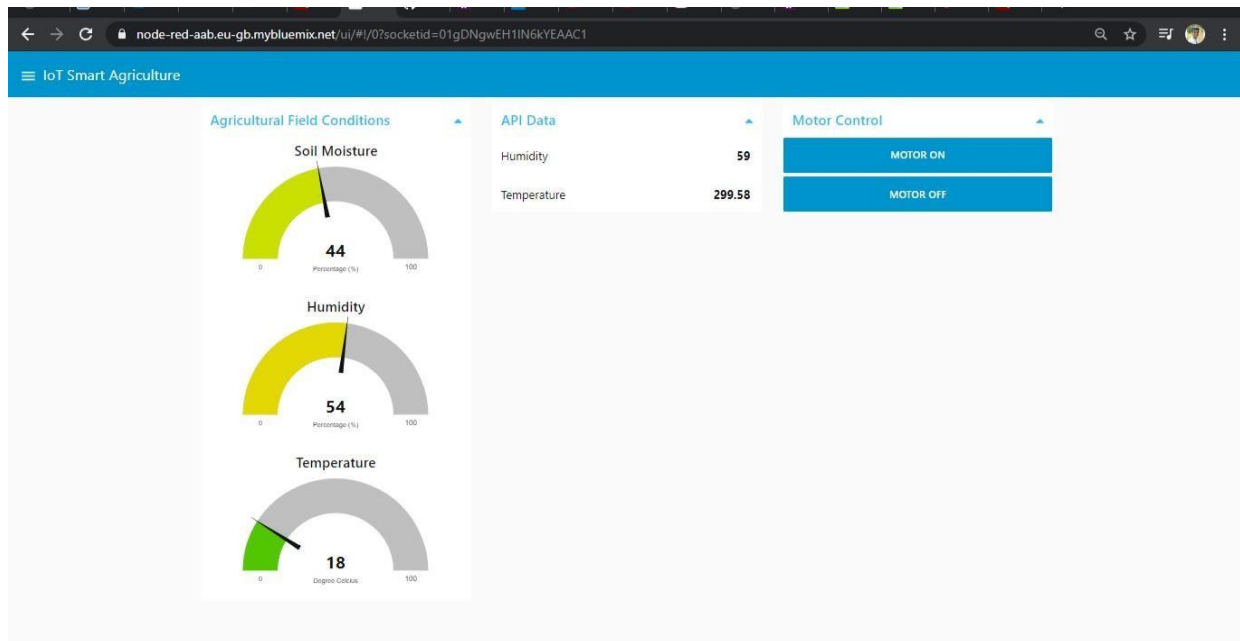 node-red-aab.eu-gb.mybluemix.net/ui/#!/0?socketid=01gDNgwEH1IN6kYEAAC1
IoT Smart Agriculture
Agricultural Field Conditions
Soil Moisture
44
0 Percentage (%) 100
Humidity
54
0 Percentage (%) 100
Temperature
18
0 Degree Celcius 100
API Data
Humidity 59
Temperature 299.58
Motor Control
MOTOR ON
MOTOR OFF